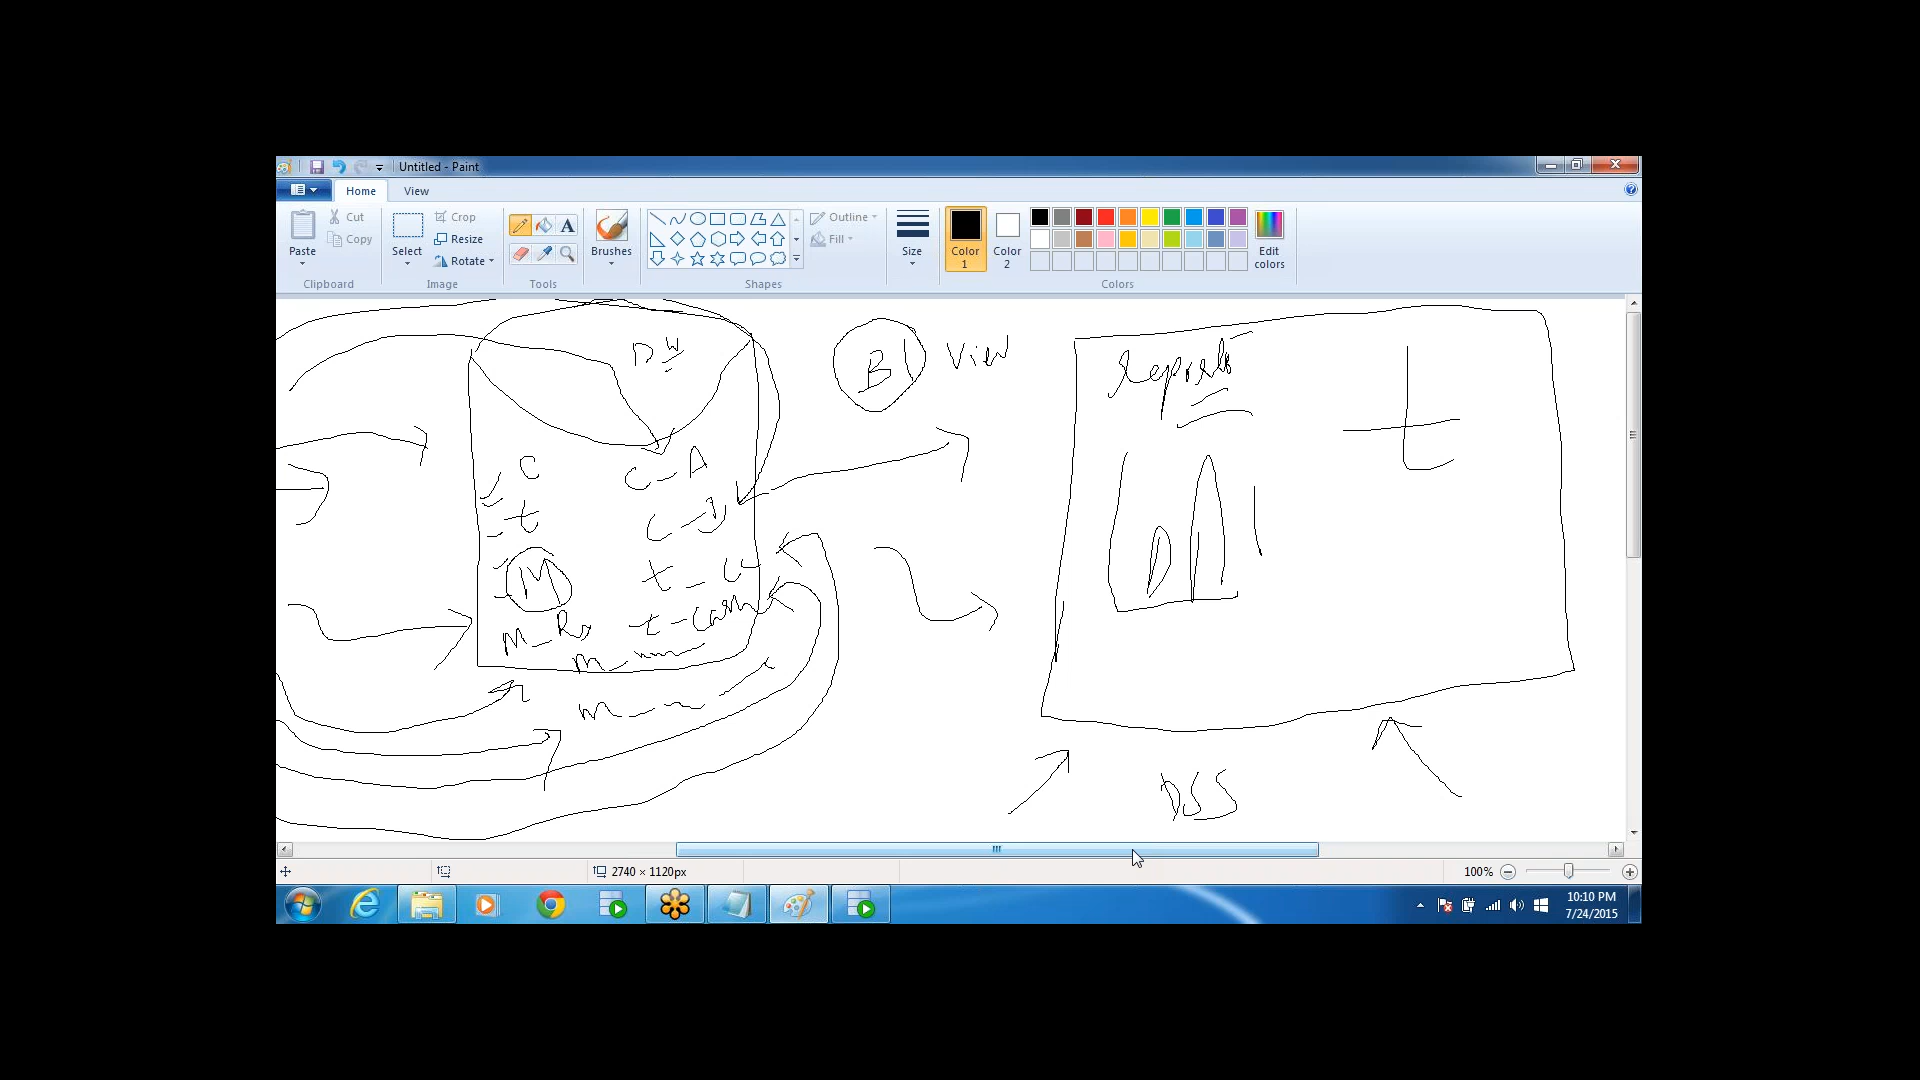 Untitled - Paint
Home View
Paste
Cut
Copy
Clipboard
Select
Crop
Resize
Rotate
Image
Tools
Brushes
Shapes
Outline
Fill
Size
Color 1
Color 2
Edit colors
Colors
DW
BI View
Reports
C C-A
t
M t-C
M-R t-Cash
m
m
t
DSS
2740 × 1120px
100%
10:10 PM
7/24/2015